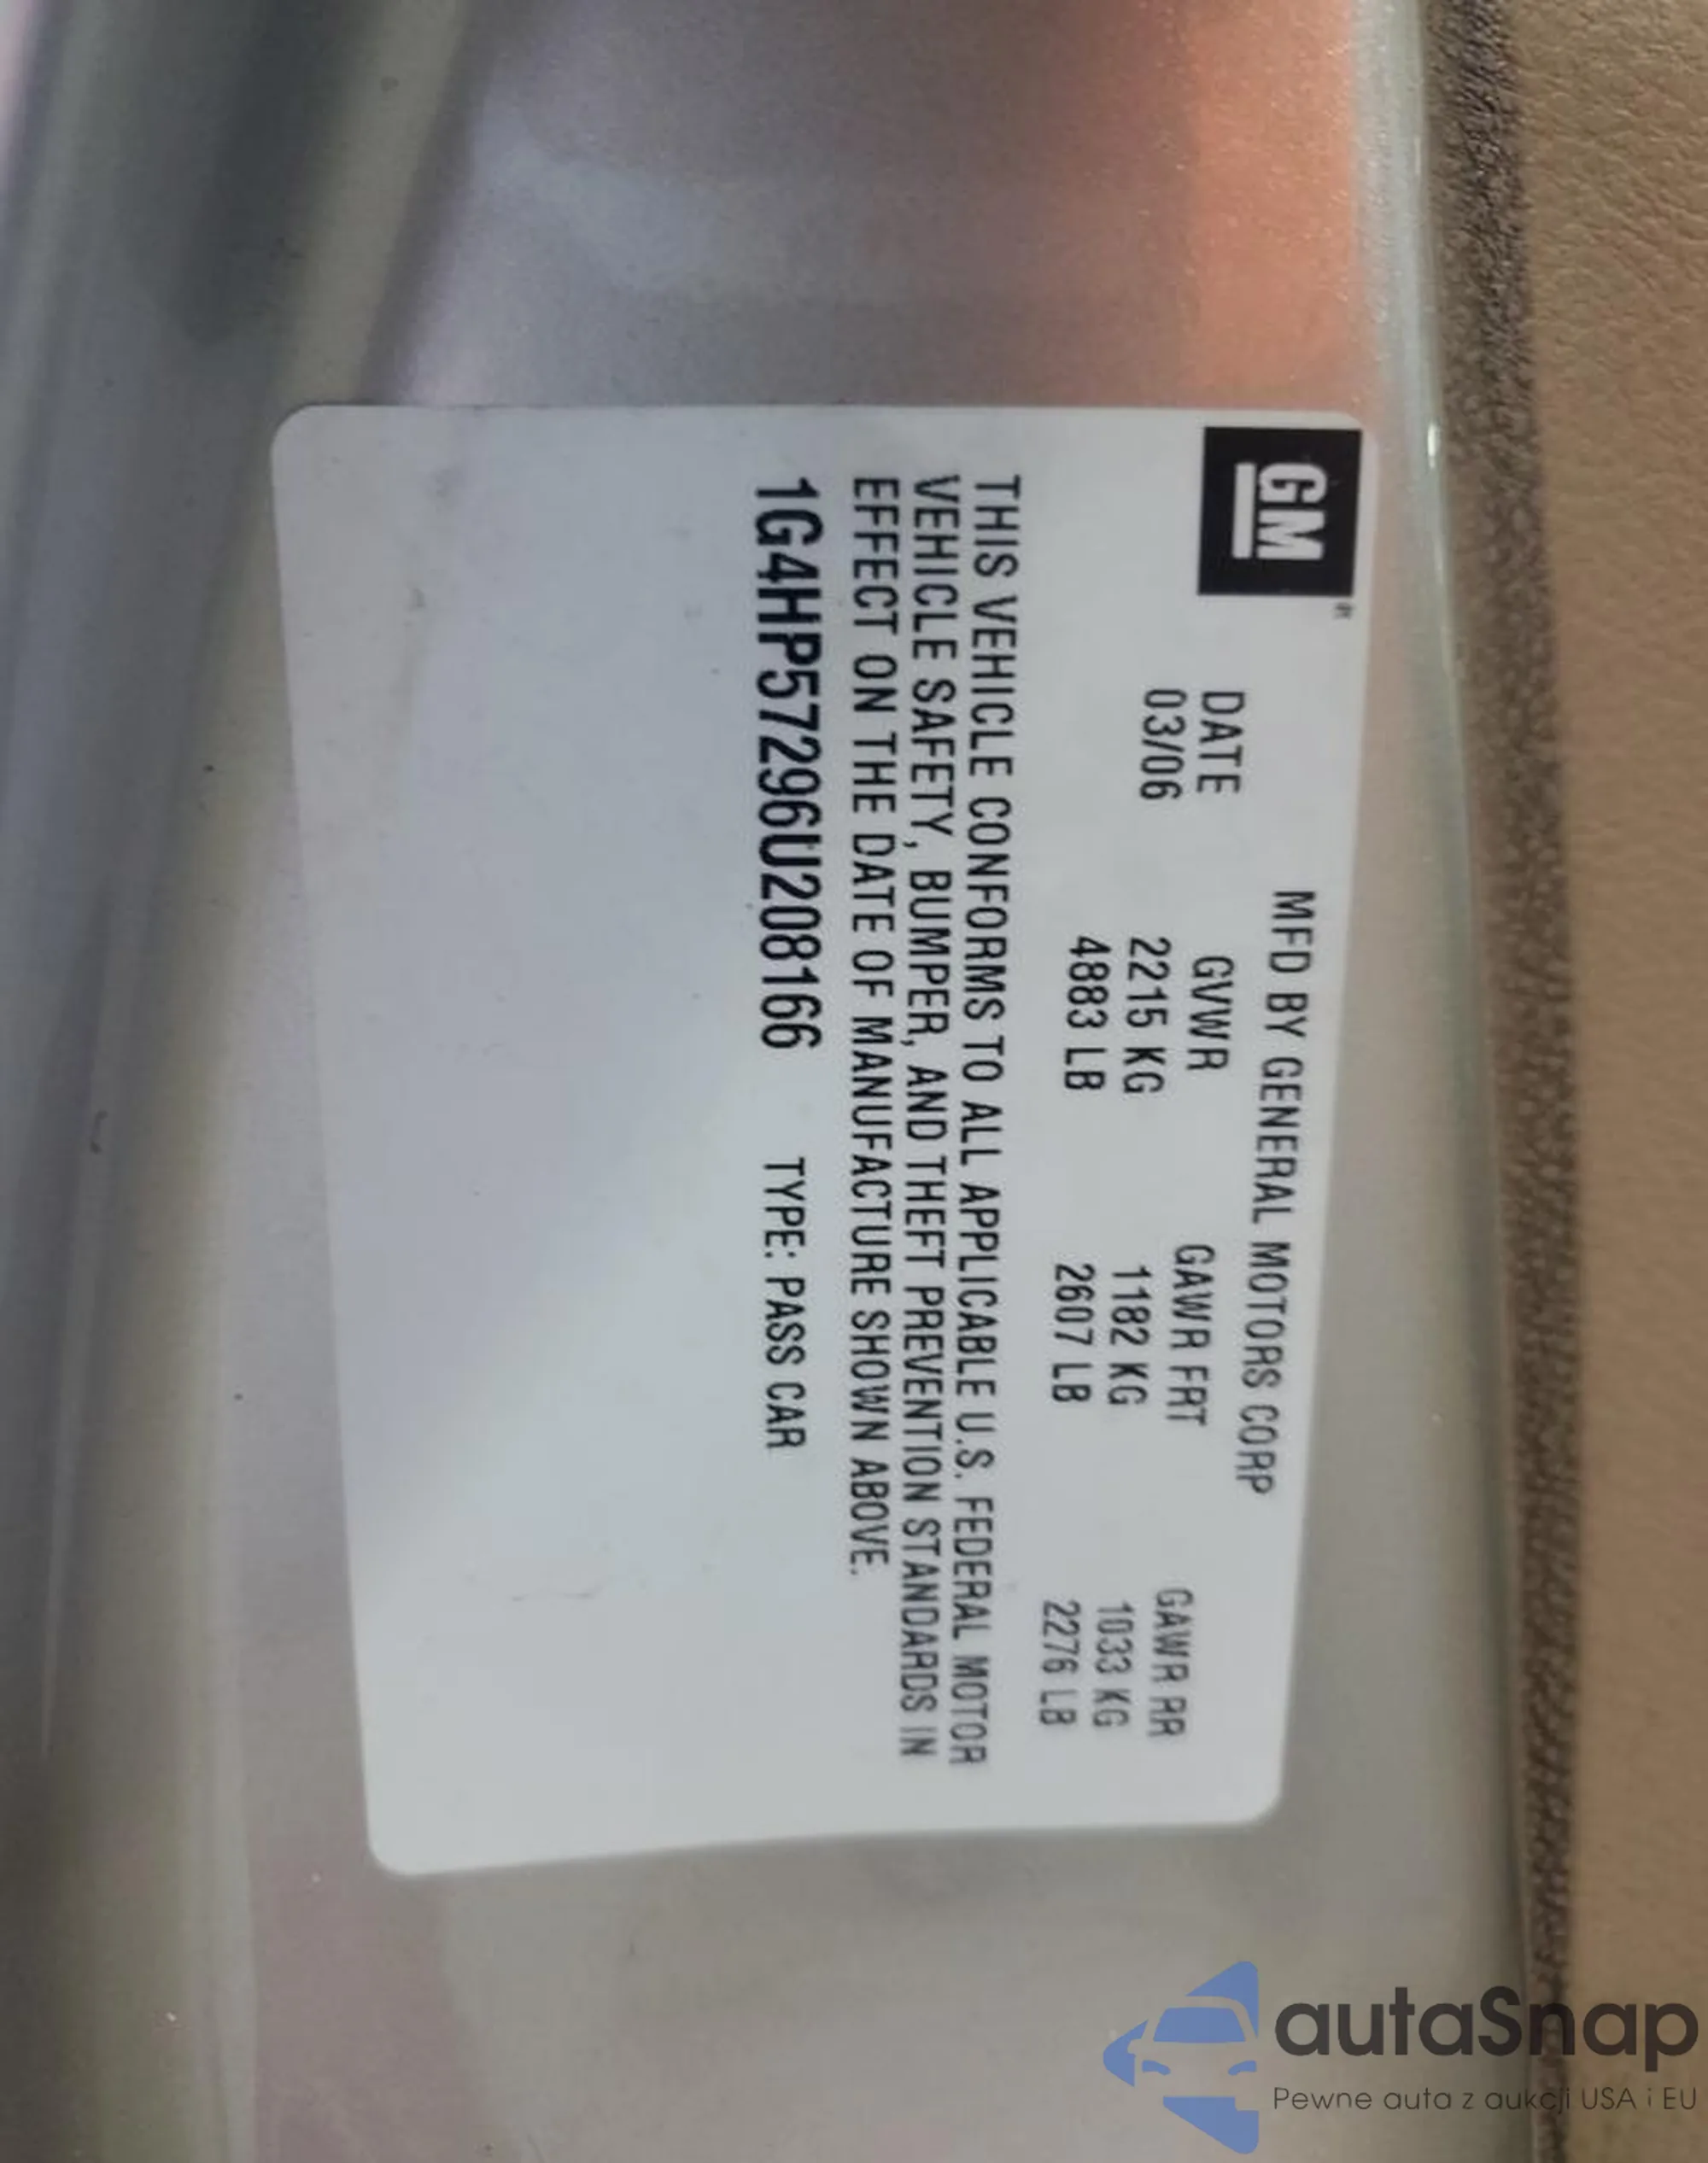 GM
MFD BY GENERAL MOTORS CORP
DATE GVWR GAWR FRT GAWR RR
03/06 2215 KG 1182 KG 1033 KG
4883 LB 2607 LB 2276 LB
THIS VEHICLE CONFORMS TO ALL APPLICABLE U.S. FEDERAL MOTOR
VEHICLE SAFETY, BUMPER, AND THEFT PREVENTION STANDARDS IN
EFFECT ON THE DATE OF MANUFACTURE SHOWN ABOVE.
1G4HP57296U208166 TYPE: PASS CAR
autaSnap
Pewne auta z aukcji USA i EU